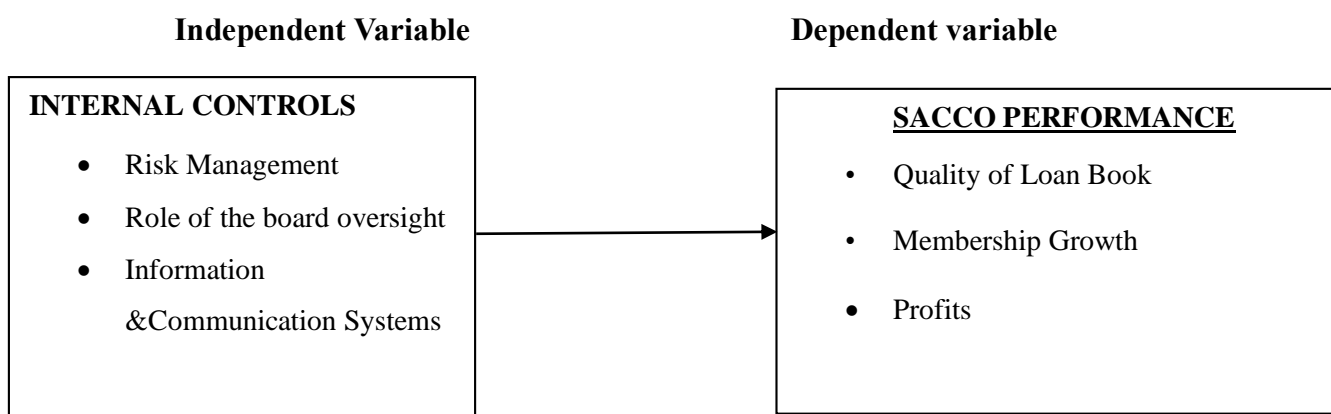 Independent Variable
Dependent variable
INTERNAL CONTROLS
• Risk Management
• Role of the board oversight
• Information
&Communication Systems
SACCO PERFORMANCE
• Quality of Loan Book
• Membership Growth
• Profits